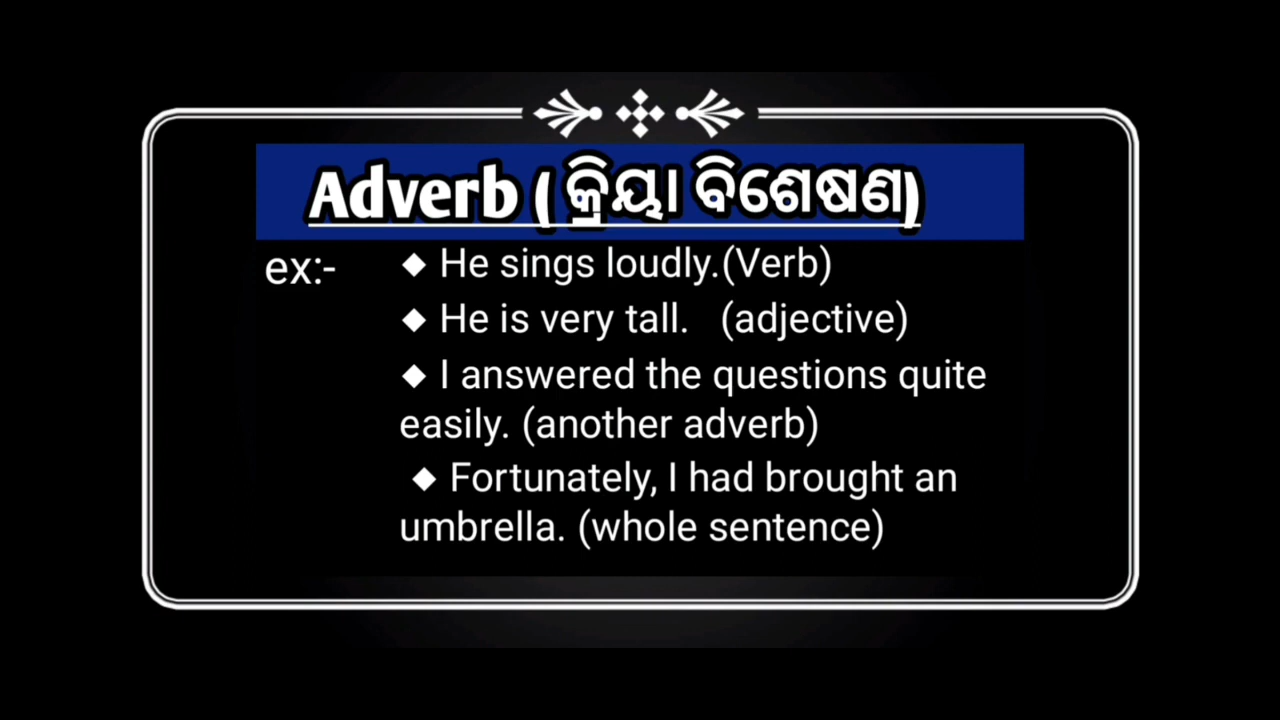 Adverb ( କ୍ରିୟା ବିଶେଷଣ)
ex:- ◆ He sings loudly.(Verb)
◆ He is very tall. (adjective)
◆ I answered the questions quite
easily. (another adverb)
◆ Fortunately, I had brought an
umbrella. (whole sentence)